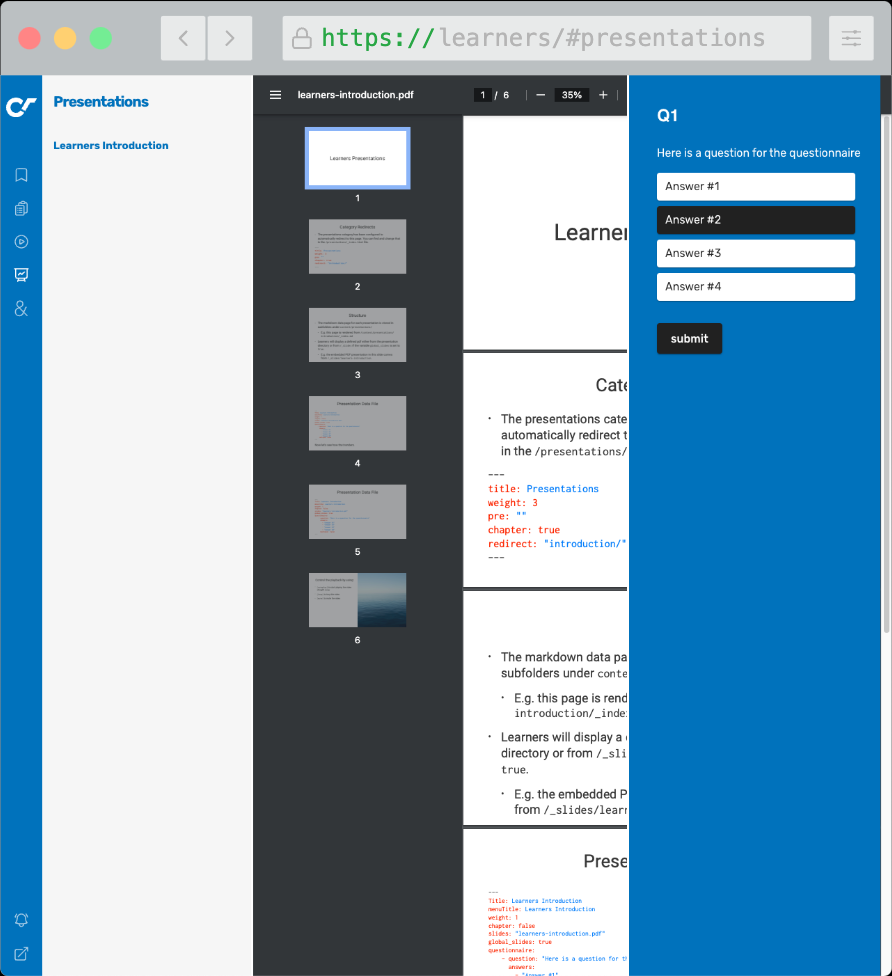 https://learners/#presentations
Presentations
Learners Introduction
learners-introduction.pdf
1 / 6
35%
Learners Presentations
1
Category Redirects
2
Structure
3
Presentation Data File
4
Presentation Data File
5
6
Learne
Cate
The presentations cate
automatically redirect t
in the /presentations/
---
title: Presentations
weight: 3
pre: ""
chapter: true
redirect: "introduction/"
---
The markdown data pa
subfolders under conte
E.g. this page is rend
introduction/_inde
Learners will display a
directory or from /_sli
true.
E.g. the embedded P
from /_slides/learn
Prese
---
Title: Learners Introduction
menuTitle: Learners Introduction
weight: 1
chapter: false
slides: "learners-introduction.pdf"
global_slides: true
questionnaire:
- question: "Here is a question for th
answers:
- "Answer #1"
Q1
Here is a question for the questionnaire
Answer #1
Answer #2
Answer #3
Answer #4
submit